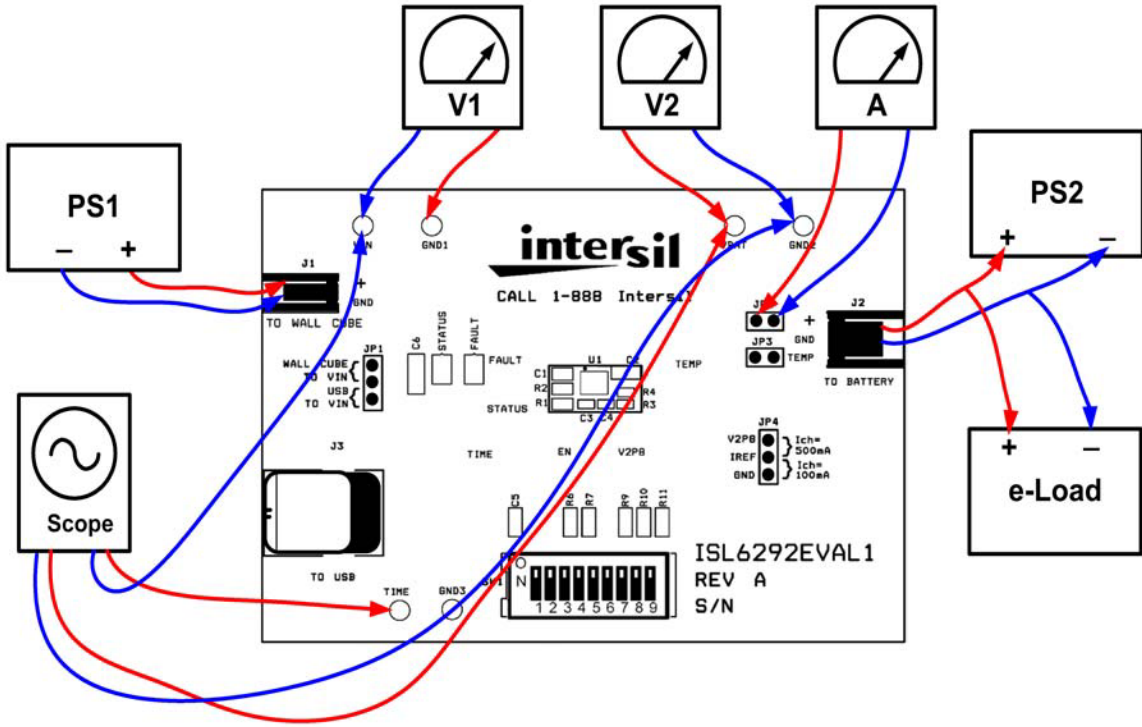 V1
V2
A
PS1
− +
PS2
+ −
VIN
GND1
GND2
intersil
CALL 1-888 Intersil
J1
+
GND
TO WALL CUBE
JP1
WALL CUBE
TO VIN
USB
TO VIN
C6
STATUS
FAULT
FAULT
STATUS
U1
C1
R2
R1
C3
C4
R4
R3
TEMP
+
GND
JP3
TEMP
J2
TO BATTERY
JP4
V2P8
IREF
GND
Ich=
500mA
Ich=
100mA
+ −
e-Load
Scope
J3
TO USB
TIME
EN
V2P8
C5
R6
R7
R9
R10
R11
N
1 2 3 4 5 6 7 8 9
TIME
GND3
ISL6292EVAL1
REV A
S/N